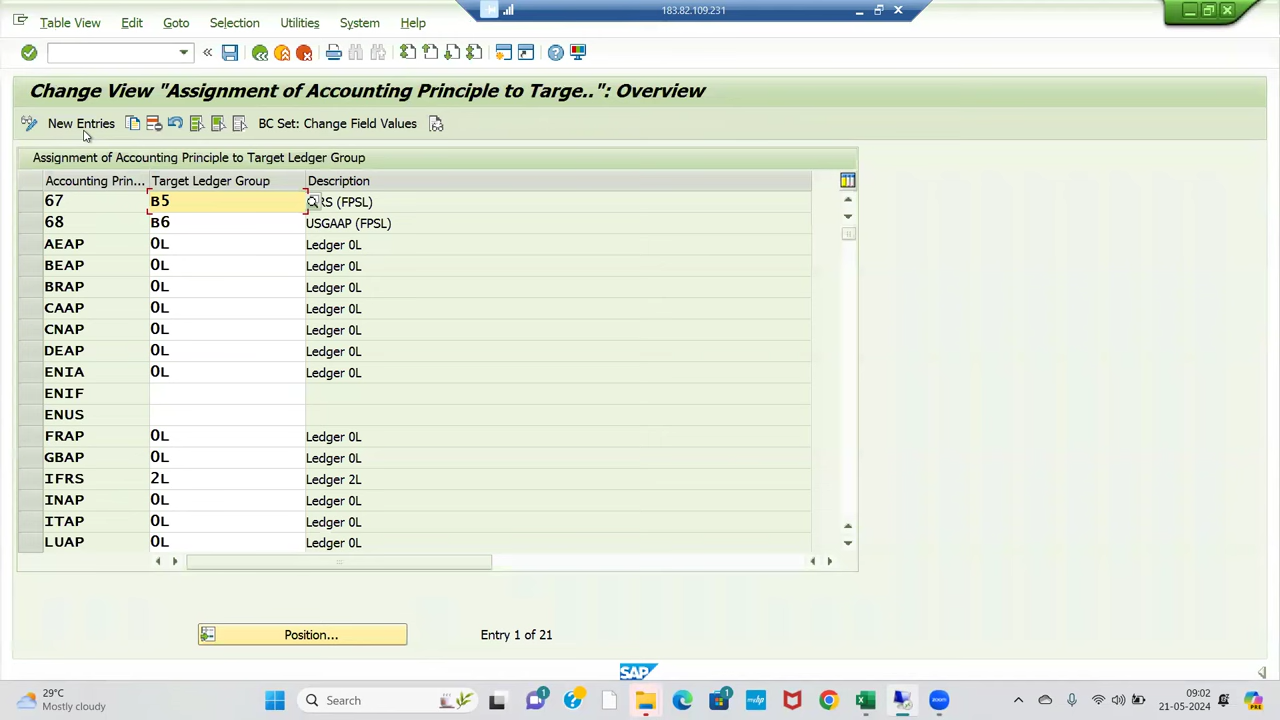 183.82.109.231
Table View Edit Goto Selection Utilities System Help
Change View "Assignment of Accounting Principle to Targe..": Overview
New Entries BC Set: Change Field Values
Assignment of Accounting Principle to Target Ledger Group
Accounting Prin... Target Ledger Group Description
67 B5 RS (FPSL)
68 B6 USGAAP (FPSL)
AEAP 0L Ledger 0L
BEAP 0L Ledger 0L
BRAP 0L Ledger 0L
CAAP 0L Ledger 0L
CNAP 0L Ledger 0L
DEAP 0L Ledger 0L
ENIA 0L Ledger 0L
ENIF
ENUS
FRAP 0L Ledger 0L
GBAP 0L Ledger 0L
IFRS 2L Ledger 2L
INAP 0L Ledger 0L
ITAP 0L Ledger 0L
LUAP 0L Ledger 0L
Position... Entry 1 of 21
SAP
29°C
Mostly cloudy
Search
09:02
21-05-2024